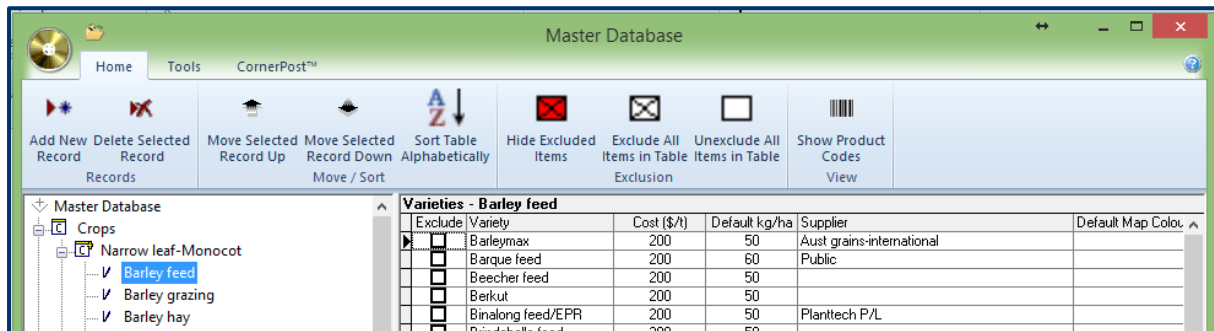 Master Database
Home Tools CornerPost™
Add New Record
Delete Selected Record
Move Selected Record Up
Move Selected Record Down
Sort Table Alphabetically
Hide Excluded Items
Exclude All Items in Table
Unexclude All Items in Table
Show Product Codes
Records Move / Sort Exclusion View
Master Database
Crops
Narrow leaf-Monocot
Barley feed
Barley grazing
Barley hay
Varieties - Barley feed
Exclude Variety Cost ($/t) Default kg/ha Supplier Default Map Colou
Barleymax 200 50 Aust grains-international
Barque feed 200 60 Public
Beecher feed 200 50
Berkut 200 50
Binalong feed/EPR 200 50 Planttech P/L